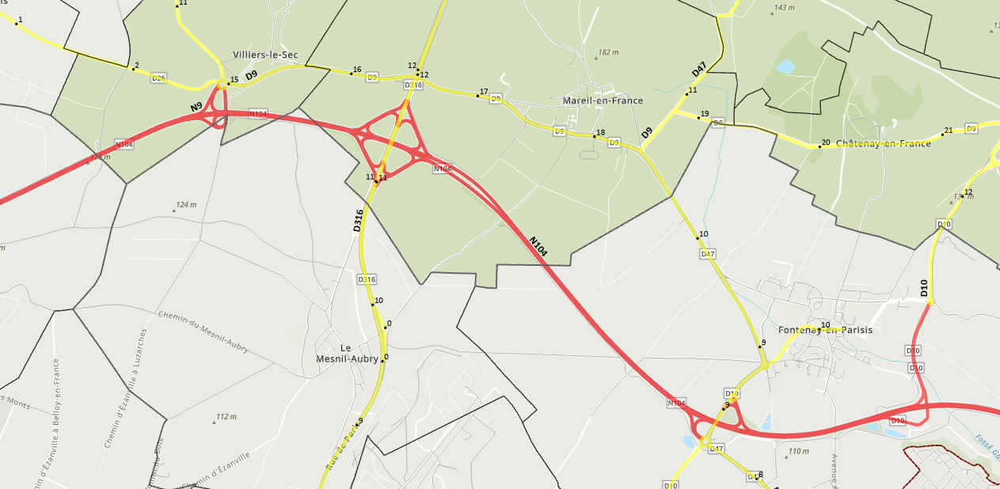 11
143 m
1
Villiers-le-Sec
182 m
2
D26
15
D9
16
D9
12
12
D316
17
D9
D47
11
Mareil-en-France
N9
N104
19
D9
18
D9
D9
D9
20
Châtenay-en-France
21
D9
N104
N104
11
11
12
124 m
D316
N104
10
D47
D10
D316
D10
10
0
Chemin du Mesnil-Aubry
Le
Mesnil-Aubry
0
9
10
Fontenay-en-Parisis
D10
D10
Chemin d'Ézanville à Luzarches
Chemin d'Ézanville à Belloy-en-France
s Monts
112 m
9
Rue de Paris
Chemin d'Ézanville
N104
D10
9
D10
D47
110 m
D10
D47
8